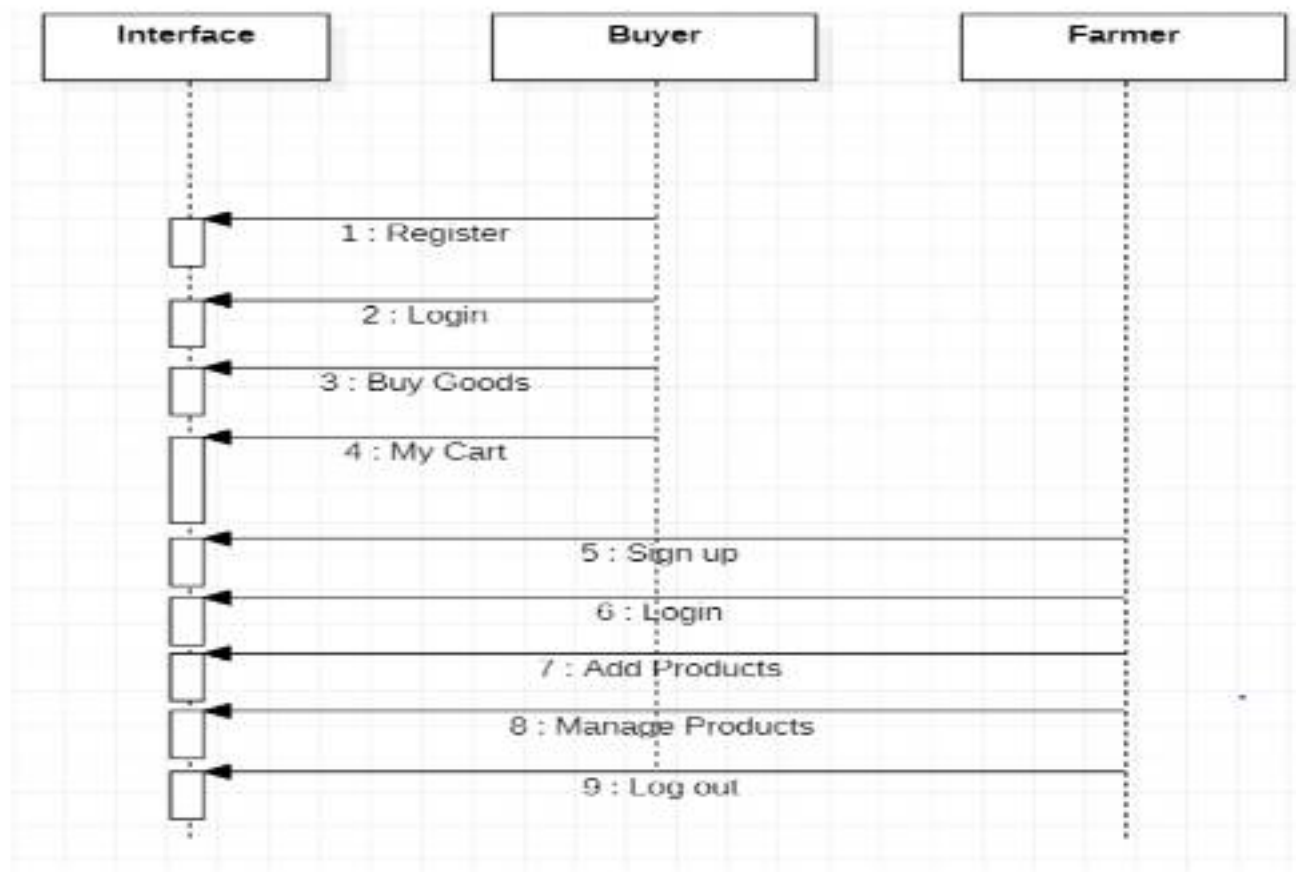 Interface
Buyer
Farmer
1 : Register
2 : Login
3 : Buy Goods
4 : My Cart
5 : Sign up
6 : Login
7 : Add Products
8 : Manage Products
9 : Log out